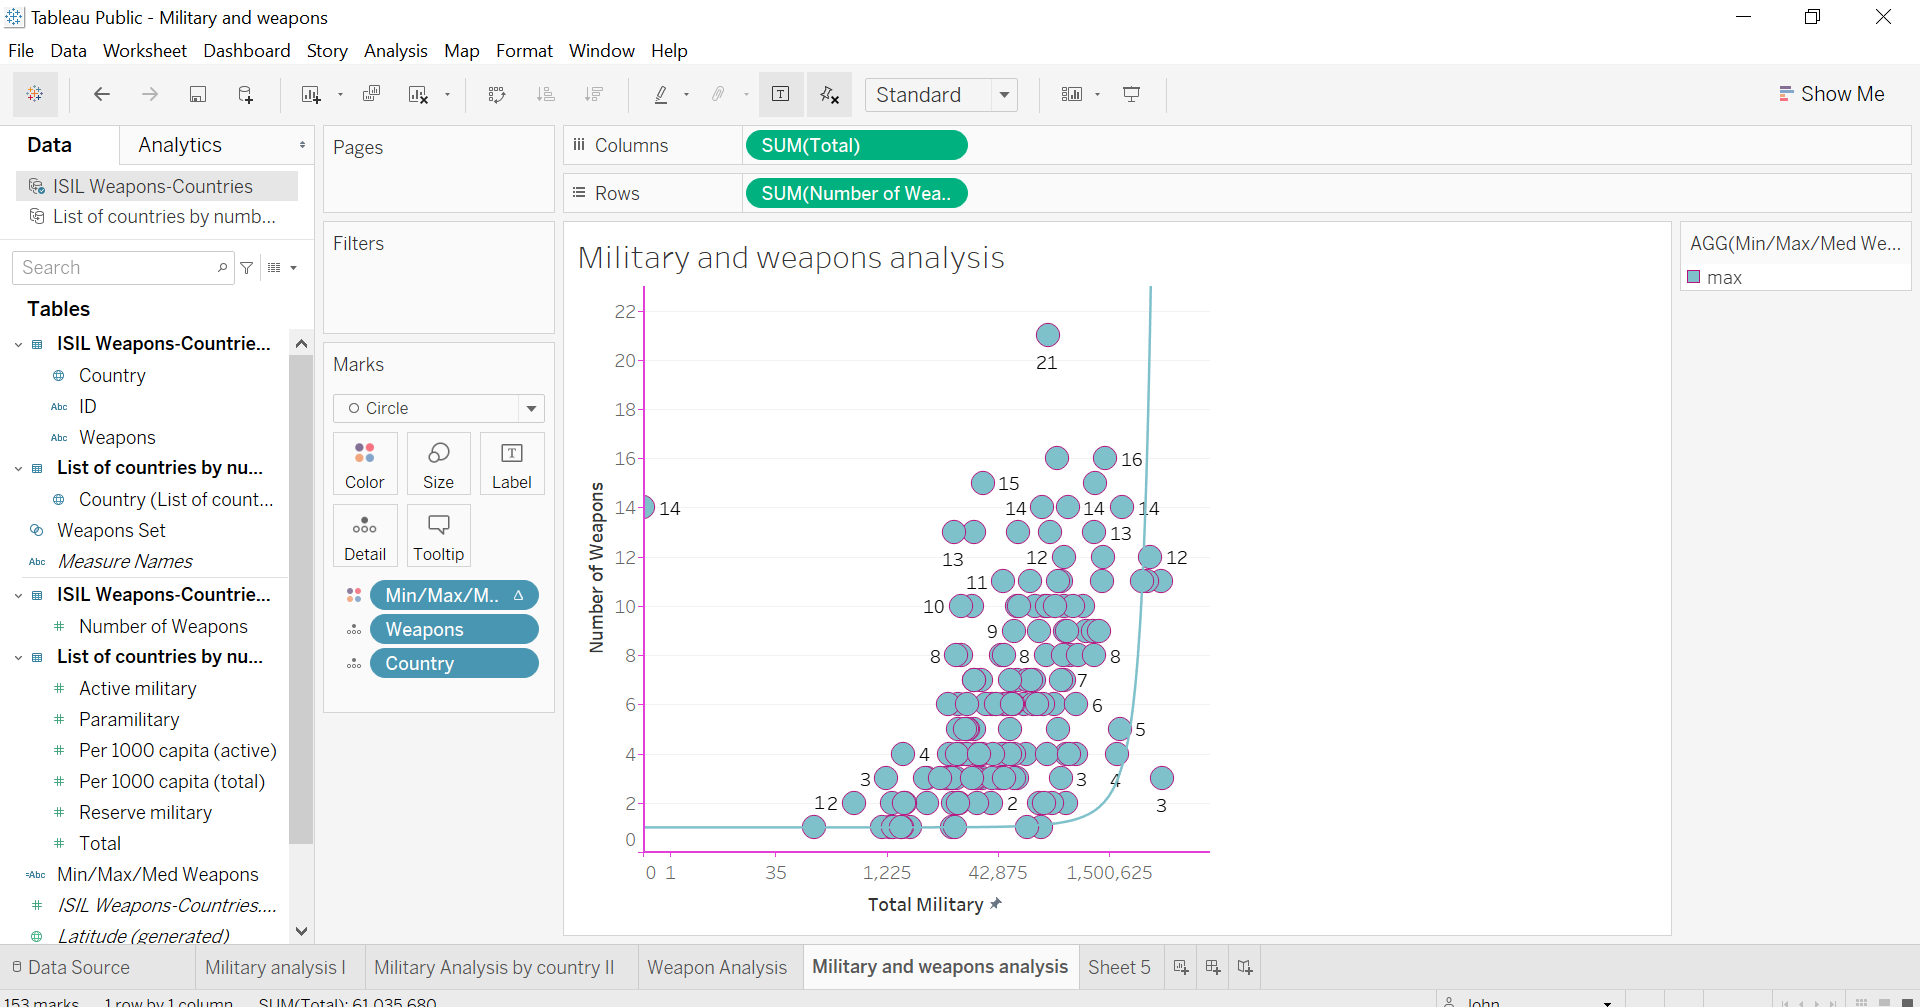 Tableau Public - Military and weapons
File Data Worksheet Dashboard Story Analysis Map Format Window Help
Standard
Show Me
Data
Analytics
ISIL Weapons-Countries
List of countries by numb...
Search
Tables
ISIL Weapons-Countrie...
Country
Abc ID
Abc Weapons
List of countries by nu...
Country (List of count...
Weapons Set
Abc Measure Names
ISIL Weapons-Countrie...
# Number of Weapons
List of countries by nu...
# Active military
# Paramilitary
# Per 1000 capita (active)
# Per 1000 capita (total)
# Reserve military
# Total
=Abc Min/Max/Med Weapons
# ISIL Weapons-Countries....
Latitude (generated)
Pages
Filters
Marks
Circle
Color Size Label
Detail Tooltip
Min/Max/M.. Δ
Weapons
Country
Columns SUM(Total)
Rows SUM(Number of Wea..
Military and weapons analysis
Number of Weapons
22
21
20
18
16 16
15
14 14 14 14 14
13
13
12 12 12
11
10 10
9
8 8 8 8
7
6 6
5
4 4 4
3 3 3
2 12 2
0
0 1 35 1,225 42,875 1,500,625
Total Military
AGG(Min/Max/Med We...
max
Data Source Military analysis I Military Analysis by country II Weapon Analysis Military and weapons analysis Sheet 5
153 marks 1 row by 1 column SUM(Total): 61,035,680 John